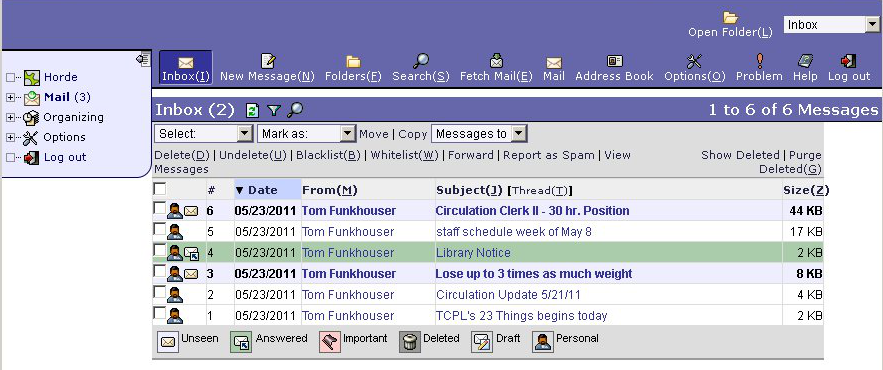 Open Folder(L)
Inbox
Inbox(I) New Message(N) Folders(F) Search(S) Fetch Mail(E) Mail Address Book Options(O) Problem Help Log out
Horde
Mail (3)
Organizing
Options
Log out
Inbox (2) 1 to 6 of 6 Messages
Select: Mark as: Move | Copy Messages to
Delete(D) | Undelete(U) | Blacklist(B) | Whitelist(W) | Forward | Report as Spam | View
Messages
Show Deleted | Purge
Deleted(G)
# Date From(M) Subject(J) [Thread(T)] Size(Z)
6 05/23/2011 Tom Funkhouser Circulation Clerk II - 30 hr. Position 44 KB
5 05/23/2011 Tom Funkhouser staff schedule week of May 8 17 KB
4 05/23/2011 Tom Funkhouser Library Notice 2 KB
3 05/23/2011 Tom Funkhouser Lose up to 3 times as much weight 8 KB
2 05/23/2011 Tom Funkhouser Circulation Update 5/21/11 4 KB
1 05/23/2011 Tom Funkhouser TCPL's 23 Things begins today 2 KB
Unseen Answered Important Deleted Draft Personal